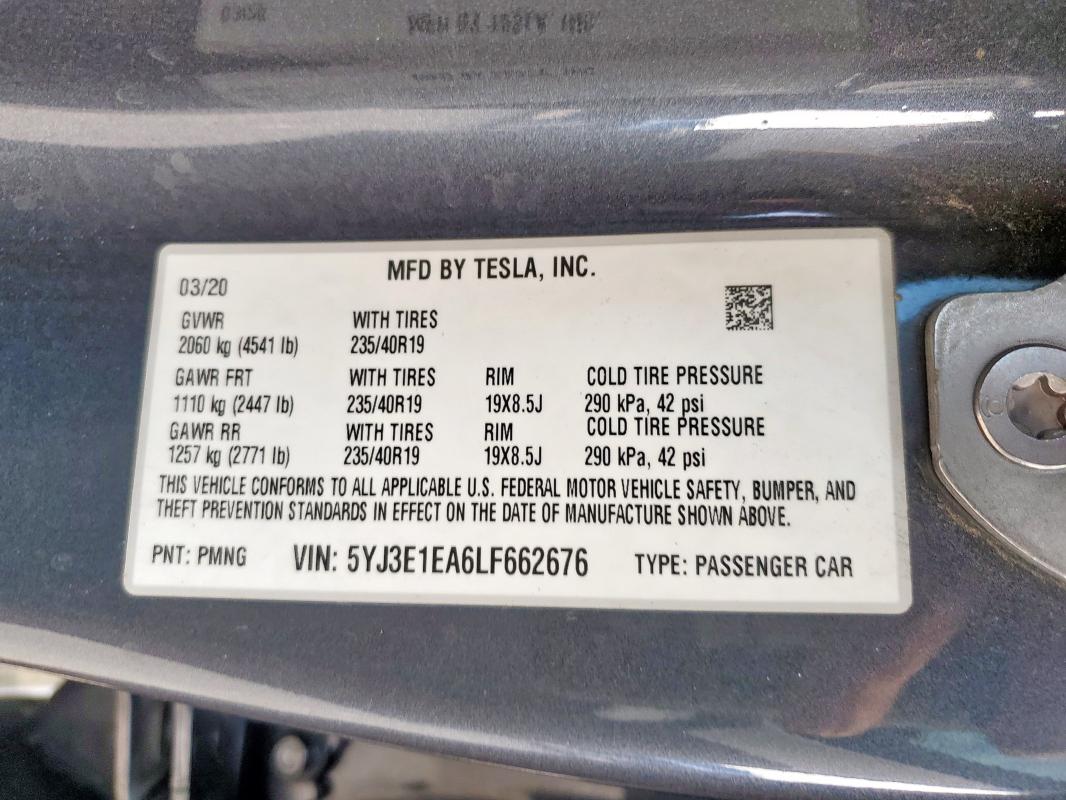 MFD BY TESLA, INC.
03/20
GVWR WITH TIRES
2060 kg (4541 lb) 235/40R19
GAWR FRT WITH TIRES RIM COLD TIRE PRESSURE
1110 kg (2447 lb) 235/40R19 19X8.5J 290 kPa, 42 psi
GAWR RR WITH TIRES RIM COLD TIRE PRESSURE
1257 kg (2771 lb) 235/40R19 19X8.5J 290 kPa, 42 psi
THIS VEHICLE CONFORMS TO ALL APPLICABLE U.S. FEDERAL MOTOR VEHICLE SAFETY, BUMPER, AND
THEFT PREVENTION STANDARDS IN EFFECT ON THE DATE OF MANUFACTURE SHOWN ABOVE.
PNT: PMNG VIN: 5YJ3E1EA6LF662676 TYPE: PASSENGER CAR